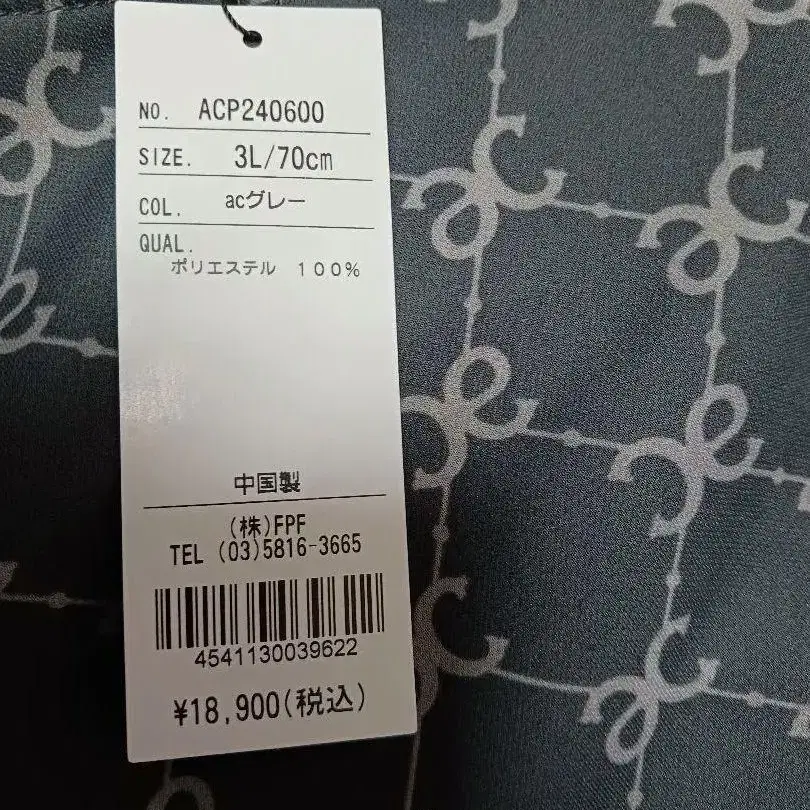 NO. ACP240600
SIZE. 3L/70cm
COL. acグレー
QUAL.
ポリエステル １００％
中国製
(株)FPF
TEL (03)5816-3665
4541130039622
¥18,900(税込)